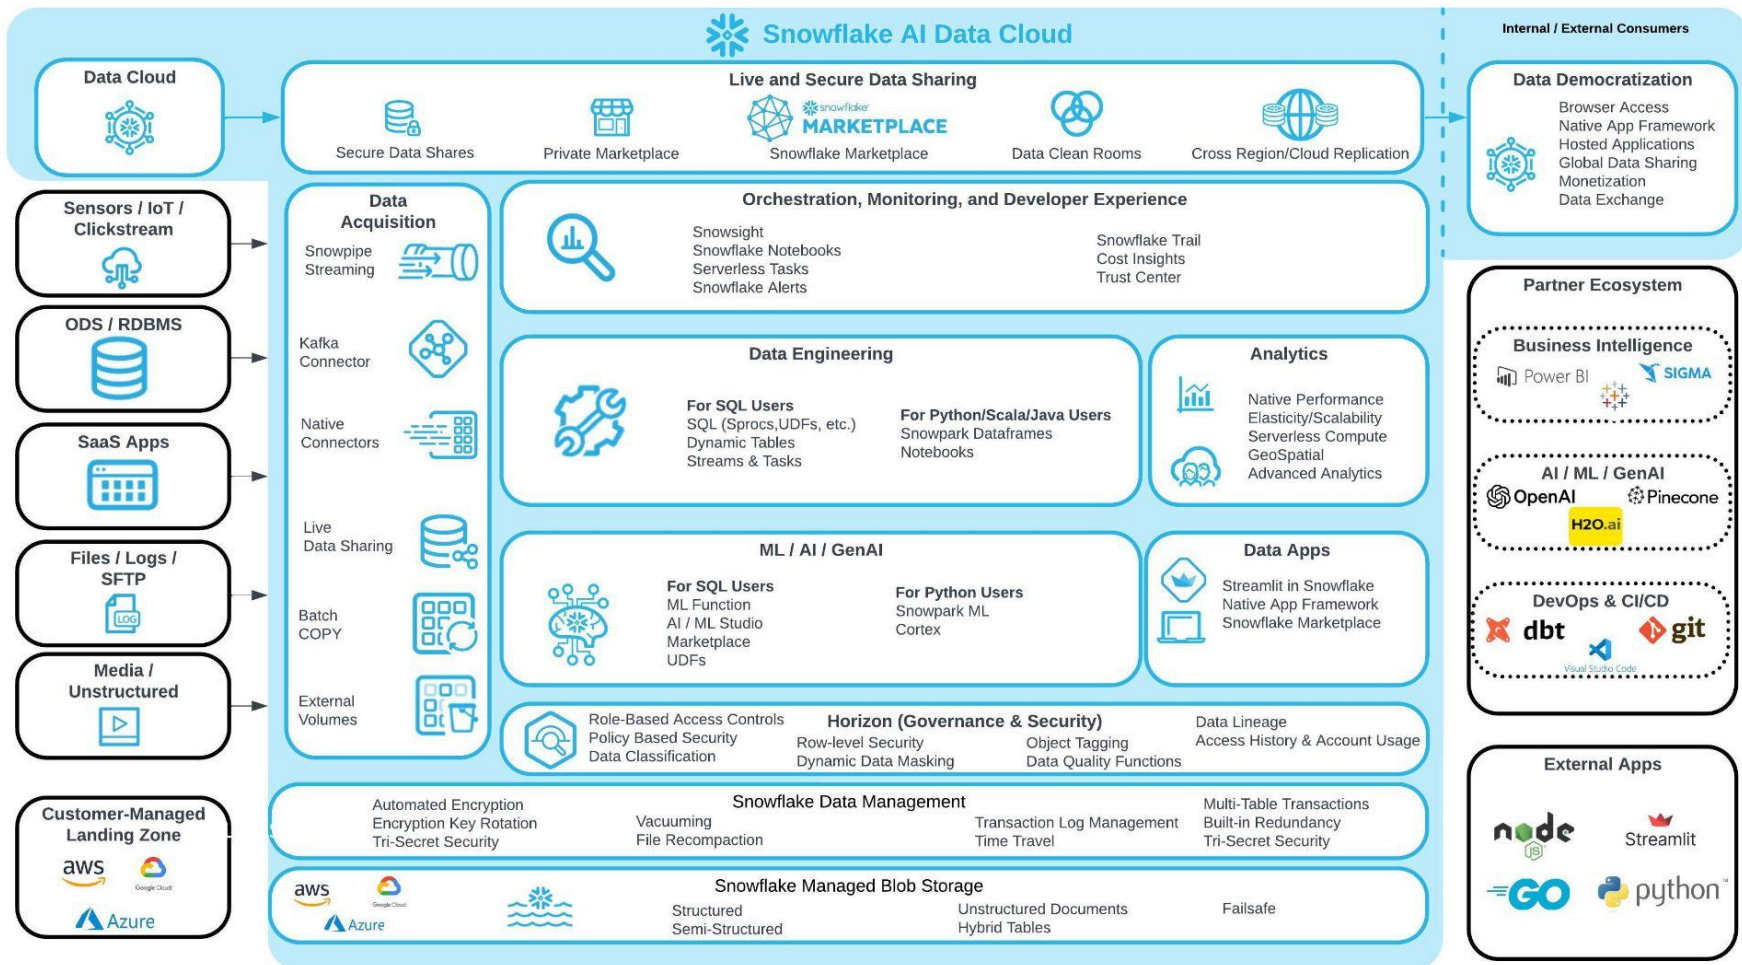 Snowflake AI Data Cloud
Internal / External Consumers
Data Cloud
Live and Secure Data Sharing
snowflake
MARKETPLACE
Secure Data Shares
Private Marketplace
Snowflake Marketplace
Data Clean Rooms
Cross Region/Cloud Replication
Data Democratization
Browser Access
Native App Framework
Hosted Applications
Global Data Sharing
Monetization
Data Exchange
Sensors / IoT /
Clickstream
ODS / RDBMS
SaaS Apps
Files / Logs /
SFTP
LOG
Media /
Unstructured
Customer-Managed
Landing Zone
aws
Google Cloud
Azure
Data
Acquisition
Snowpipe
Streaming
Kafka
Connector
Native
Connectors
Live
Data Sharing
Batch
COPY
External
Volumes
Orchestration, Monitoring, and Developer Experience
Snowsight
Snowflake Notebooks
Serverless Tasks
Snowflake Alerts
Snowflake Trail
Cost Insights
Trust Center
Data Engineering
For SQL Users
SQL (Sprocs,UDFs, etc.)
Dynamic Tables
Streams & Tasks
For Python/Scala/Java Users
Snowpark Dataframes
Notebooks
Analytics
Native Performance
Elasticity/Scalability
Serverless Compute
GeoSpatial
Advanced Analytics
ML / AI / GenAI
For SQL Users
ML Function
AI / ML Studio
Marketplace
UDFs
For Python Users
Snowpark ML
Cortex
Data Apps
Streamlit in Snowflake
Native App Framework
Snowflake Marketplace
Horizon (Governance & Security)
Role-Based Access Controls
Policy Based Security
Data Classification
Row-level Security
Dynamic Data Masking
Object Tagging
Data Quality Functions
Data Lineage
Access History & Account Usage
Snowflake Data Management
Automated Encryption
Encryption Key Rotation
Tri-Secret Security
Vacuuming
File Recompaction
Transaction Log Management
Time Travel
Multi-Table Transactions
Built-in Redundancy
Tri-Secret Security
Snowflake Managed Blob Storage
aws
Google Cloud
Azure
Structured
Semi-Structured
Unstructured Documents
Hybrid Tables
Failsafe
Partner Ecosystem
Business Intelligence
Power BI
SIGMA
AI / ML / GenAI
OpenAI
Pinecone
H2O.ai
DevOps & CI/CD
dbt
git
Visual Studio Code
External Apps
node
JS
Streamlit
GO
python